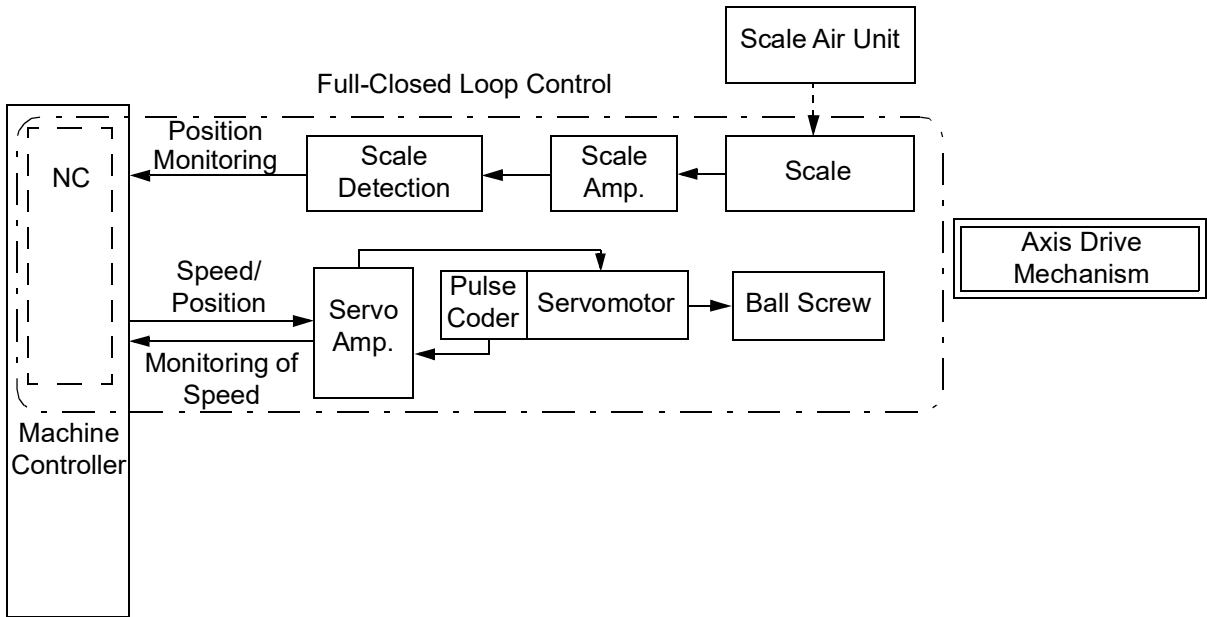 Scale Air Unit
Full-Closed Loop Control
Position
Monitoring
NC
Scale
Detection
Scale
Amp.
Scale
Axis Drive
Mechanism
Speed/
Position
Servo
Amp.
Pulse
Coder
Servomotor
Ball Screw
Monitoring of
Speed
Machine
Controller